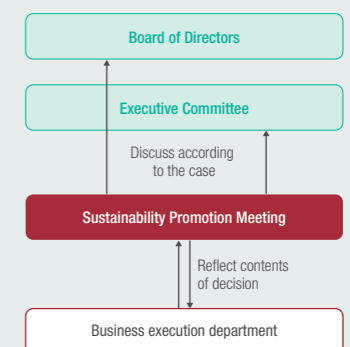 Board of Directors
Executive Committee
Discuss according
to the case
Sustainability Promotion Meeting
Reflect contents
of decision
Business execution department